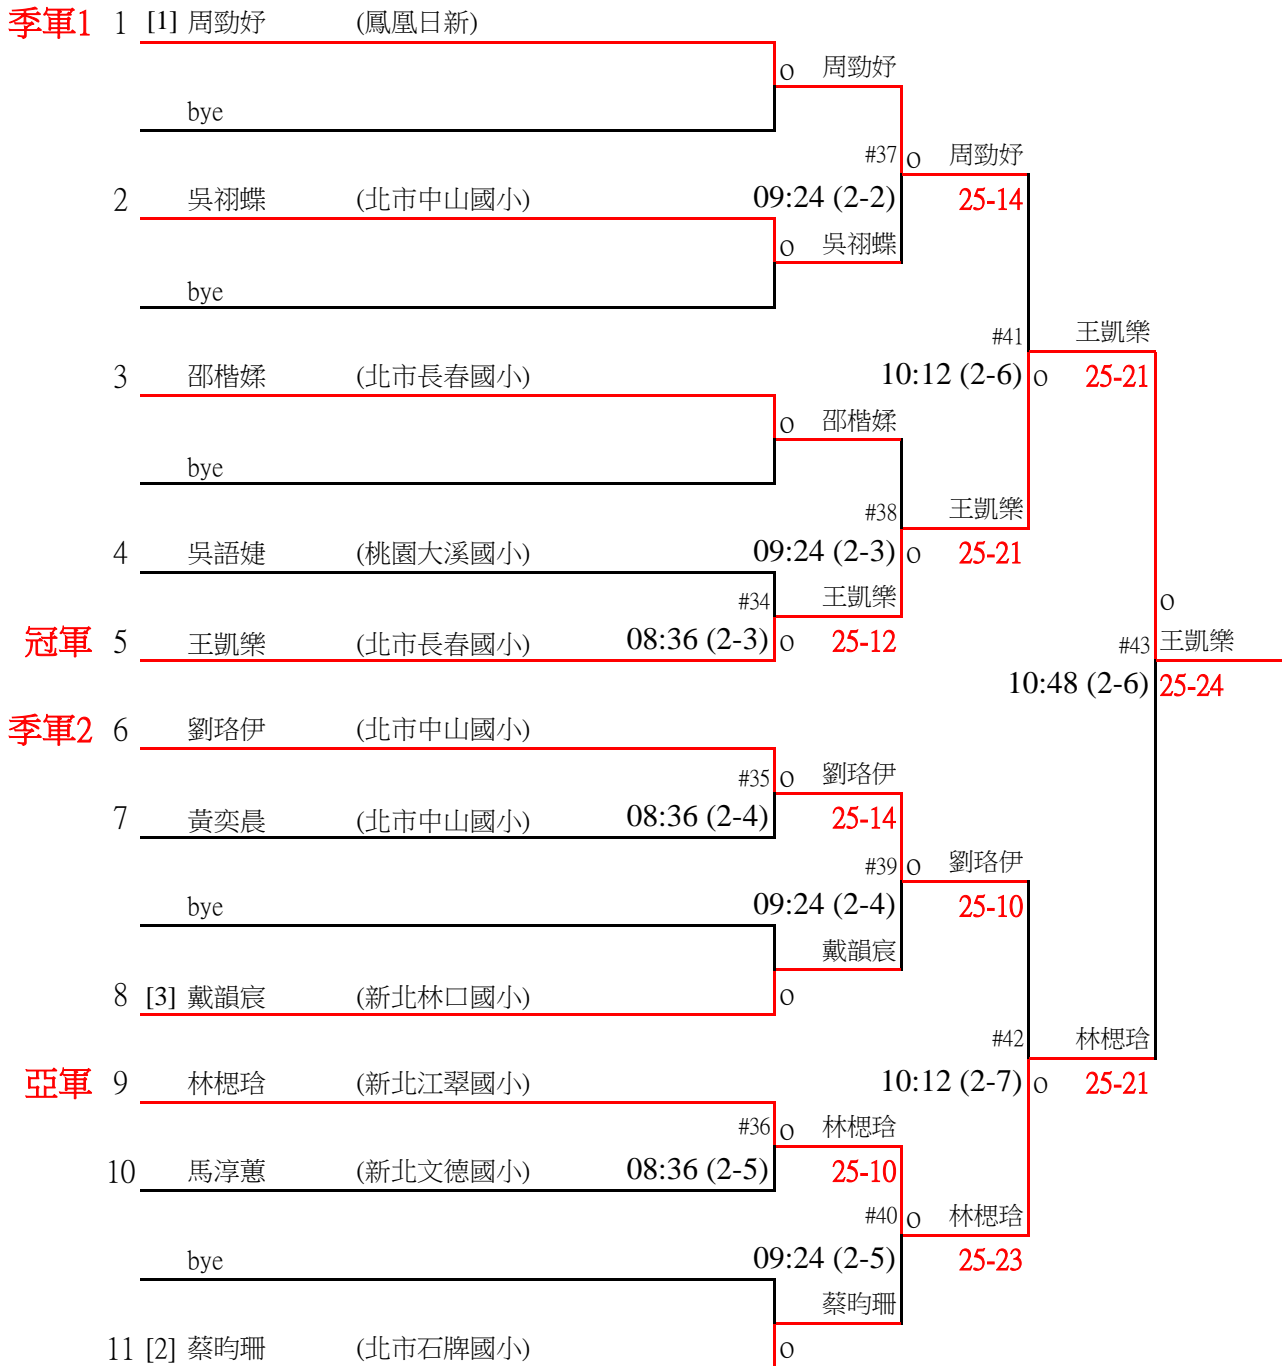 季軍1 1 [1] 周勁妤 (鳳凰日新)
o 周勁妤
bye
#37 o 周勁妤
2 吳祤蝶 (北市中山國小) 09:24 (2-2) 25-14
o 吳祤蝶
bye
#41 王凱樂
3 邵楷媃 (北市長春國小) 10:12 (2-6) o 25-21
o 邵楷媃
bye
#38 王凱樂
4 吳語婕 (桃園大溪國小) 09:24 (2-3) o 25-21
#34 王凱樂 o
冠軍 5 王凱樂 (北市長春國小) 08:36 (2-3) o 25-12 #43 王凱樂
10:48 (2-6) 25-24
季軍2 6 劉珞伊 (北市中山國小)
#35 o 劉珞伊
7 黃奕晨 (北市中山國小) 08:36 (2-4) 25-14
#39 o 劉珞伊
bye 09:24 (2-4) 25-10
戴韻宸
8 [3] 戴韻宸 (新北林口國小) o
#42 林楒琀
亞軍 9 林楒琀 (新北江翠國小) 10:12 (2-7) o 25-21
#36 o 林楒琀
10 馬淳蕙 (新北文德國小) 08:36 (2-5) 25-10
#40 o 林楒琀
bye 09:24 (2-5) 25-23
蔡昀珊
11 [2] 蔡昀珊 (北市石牌國小) o